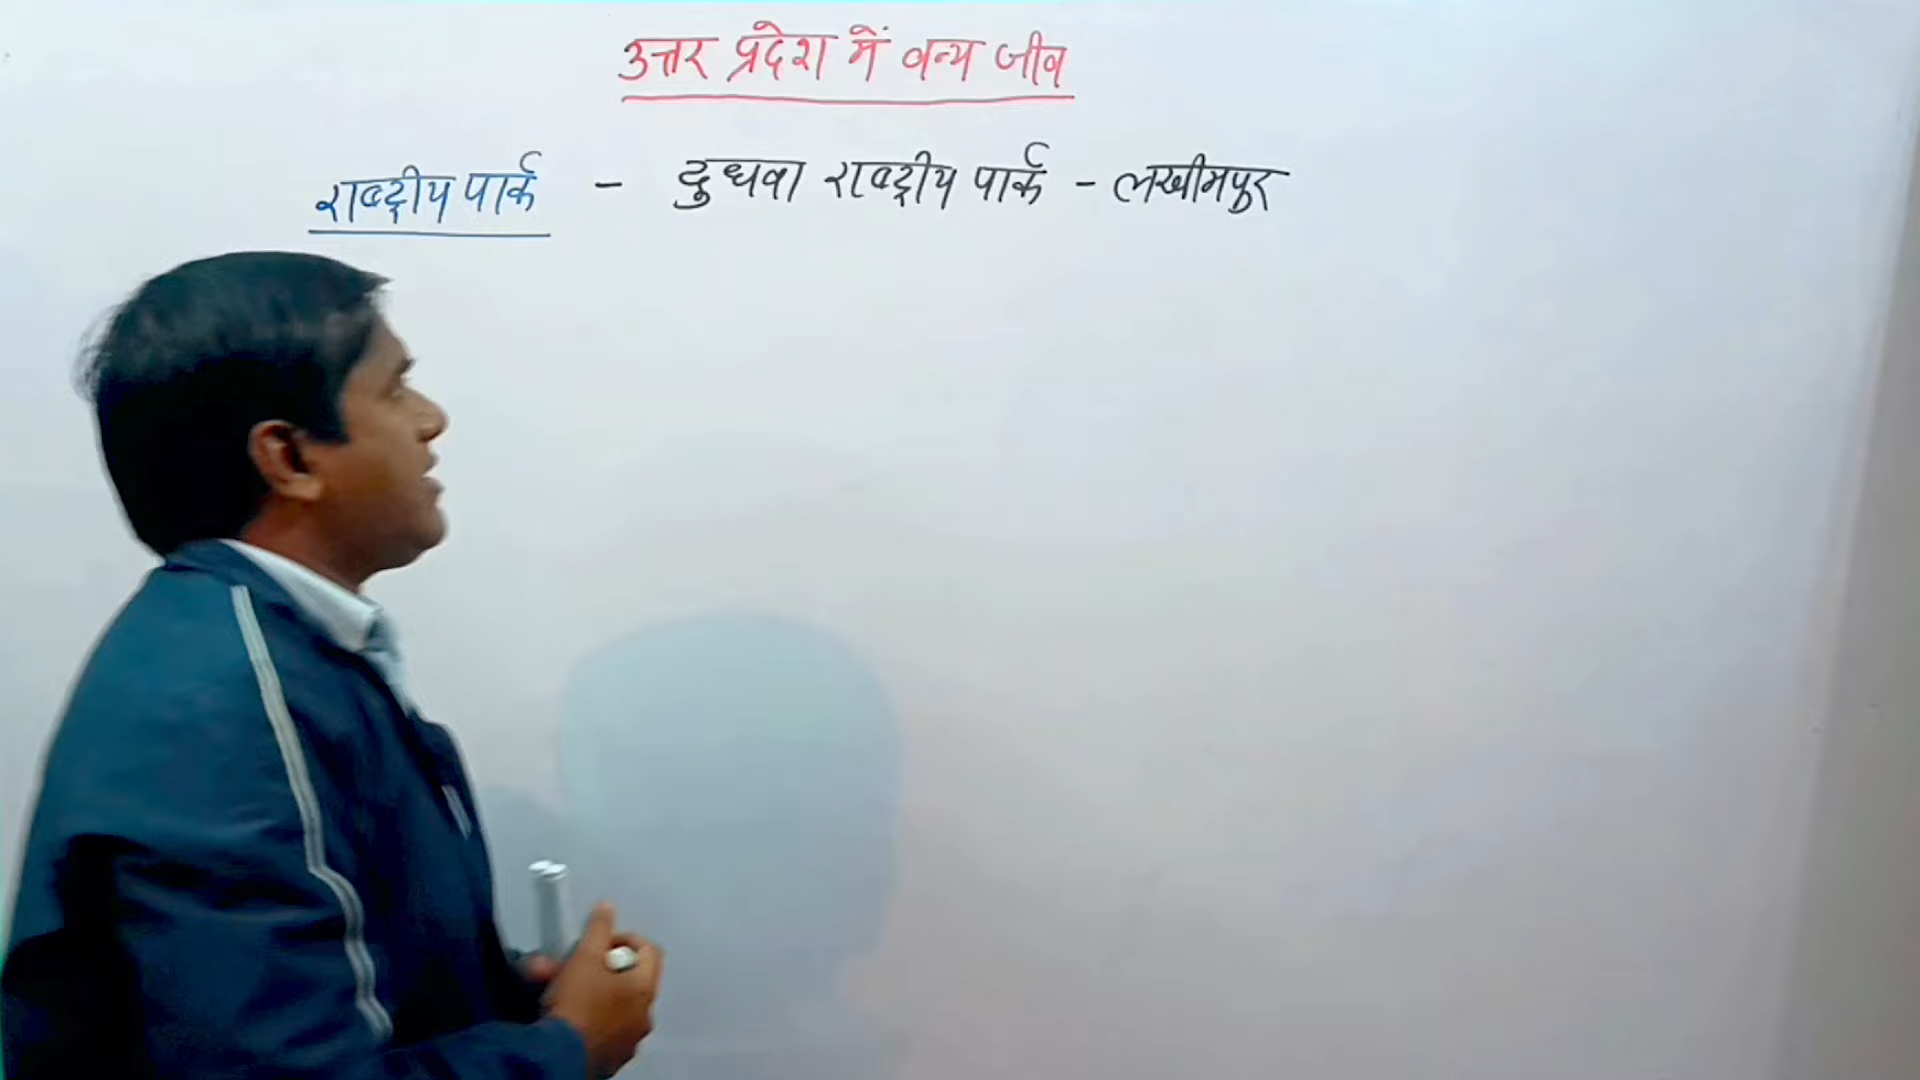 उत्तर प्रदेश में वन्य जीव
राष्ट्रीय पार्क - दुधवा राष्ट्रीय पार्क - लखीमपुर